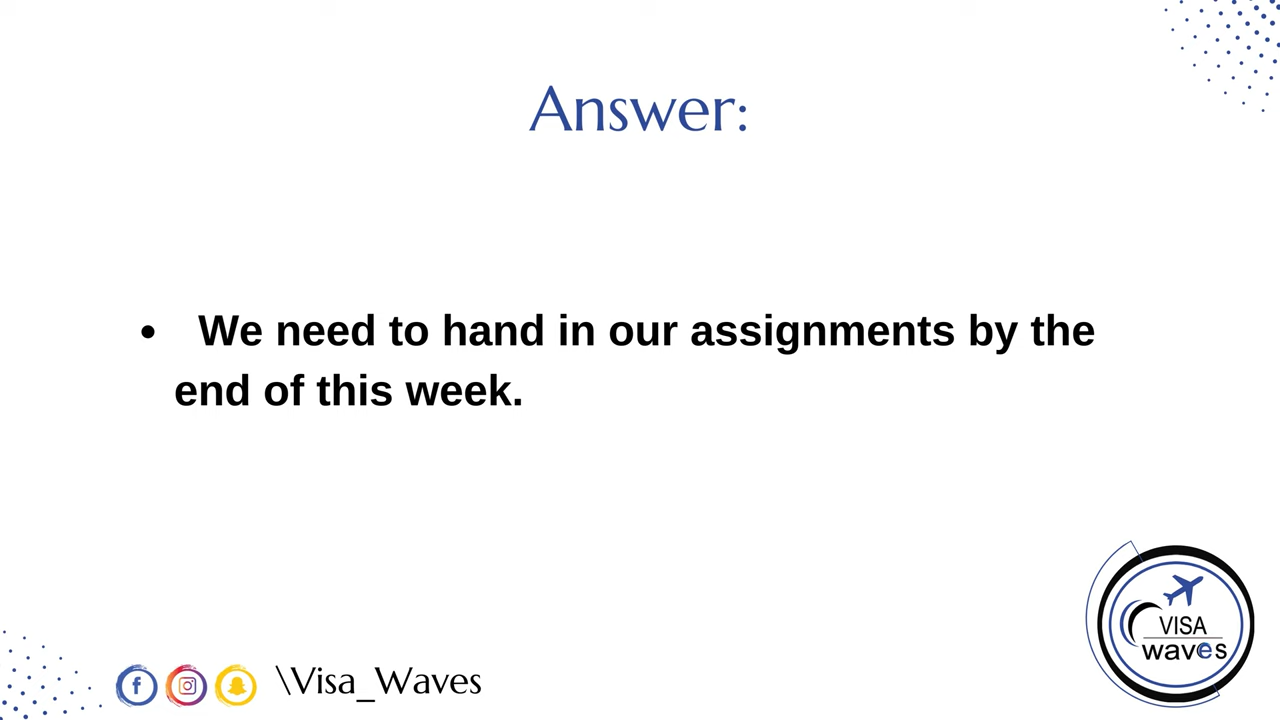 Answer:
• We need to hand in our assignments by the
end of this week.
\Visa_Waves
VISA
waves